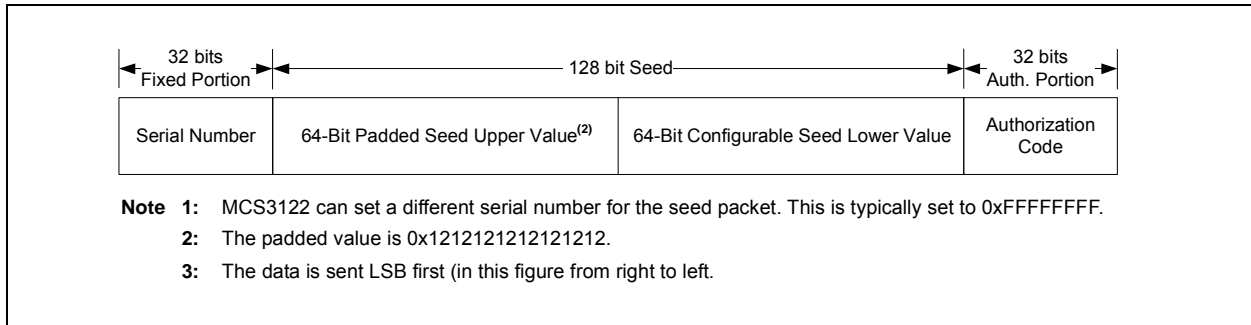 32 bits
Fixed Portion
128 bit Seed
32 bits
Auth. Portion
Serial Number
64-Bit Padded Seed Upper Value(2)
64-Bit Configurable Seed Lower Value
Authorization
Code
Note 1: MCS3122 can set a different serial number for the seed packet. This is typically set to 0xFFFFFFFF.
2: The padded value is 0x1212121212121212.
3: The data is sent LSB first (in this figure from right to left.